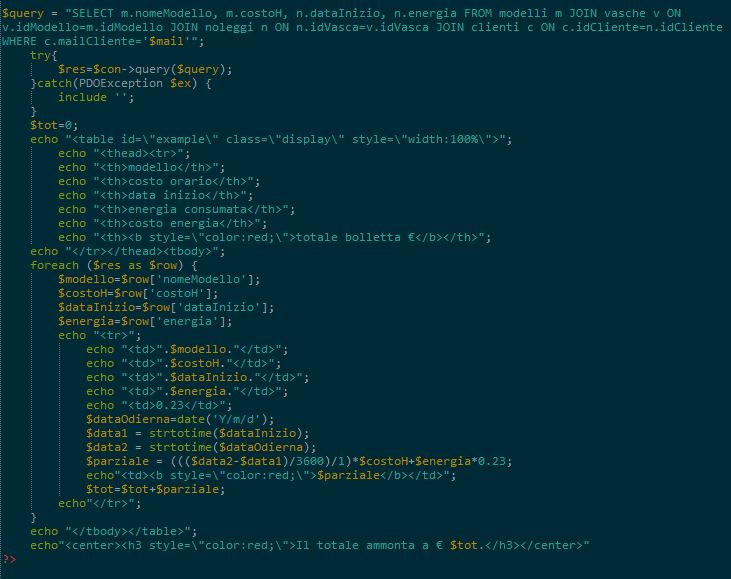 $query = "SELECT m.nomeModello, m.costoH, n.dataInizio, n.energia FROM modelli m JOIN vasche v ON
v.idModello=m.idModello JOIN noleggi n ON n.idVasca=v.idVasca JOIN clienti c ON c.idCliente=n.idCliente
WHERE c.mailCliente='$mail'";
try{
$res=$con->query($query);
}catch(PDOException $ex) {
include '';
}
$tot=0;
echo "<table id=\"example\" class=\"display\" style=\"width:100%\">";
echo "<thead><tr>";
echo "<th>modello</th>";
echo "<th>costo orario</th>";
echo "<th>data inizio</th>";
echo "<th>energia consumata</th>";
echo "<th>costo energia</th>";
echo "<th><b style=\"color:red;\">totale bolletta €</b></th>";
echo "</tr></thead><tbody>";
foreach ($res as $row) {
$modello=$row['nomeModello'];
$costoH=$row['costoH'];
$dataInizio=$row['dataInizio'];
$energia=$row['energia'];
echo "<tr>";
echo "<td>".$modello."</td>";
echo "<td>".$costoH."</td>";
echo "<td>".$dataInizio."</td>";
echo "<td>".$energia."</td>";
echo "<td>0.23</td>";
$dataOdierna=date('Y/m/d');
$data1 = strtotime($dataInizio);
$data2 = strtotime($dataOdierna);
$parziale = ((($data2-$data1)/3600)/1)*$costoH+$energia*0.23;
echo"<td><b style=\"color:red;\">$parziale</b></td>";
$tot=$tot+$parziale;
echo"</tr>";
}
echo "</tbody></table>";
echo"<center><h3 style=\"color:red;\">Il totale ammonta a € $tot.</h3></center>"
?>